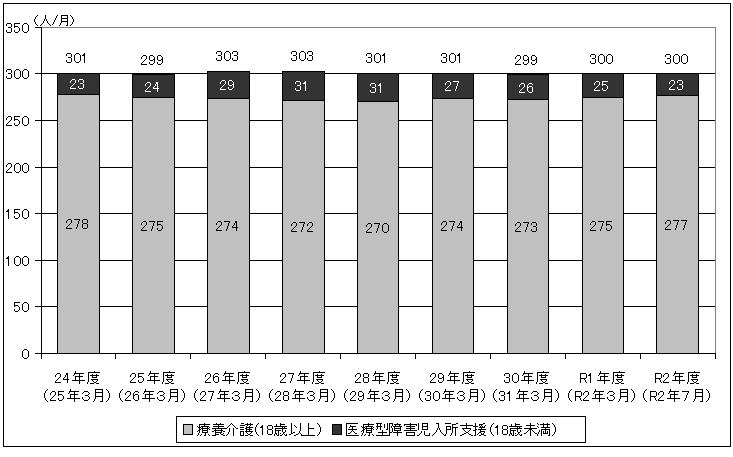 (人/月)
350
300
250
200
150
100
50
0
301 299 303 303 301 301 299 300 300
23 24 29 31 31 27 26 25 23
278 275 274 272 270 274 273 275 277
24年度 25年度 26年度 27年度 28年度 29年度 30年度 R1年度 R2年度
(25年3月) (26年3月) (27年3月) (28年3月) (29年3月) (30年3月) (31年3月) (R2年3月) (R2年7月)
療養介護(18歳以上) 医療型障害児入所支援(18歳未満)